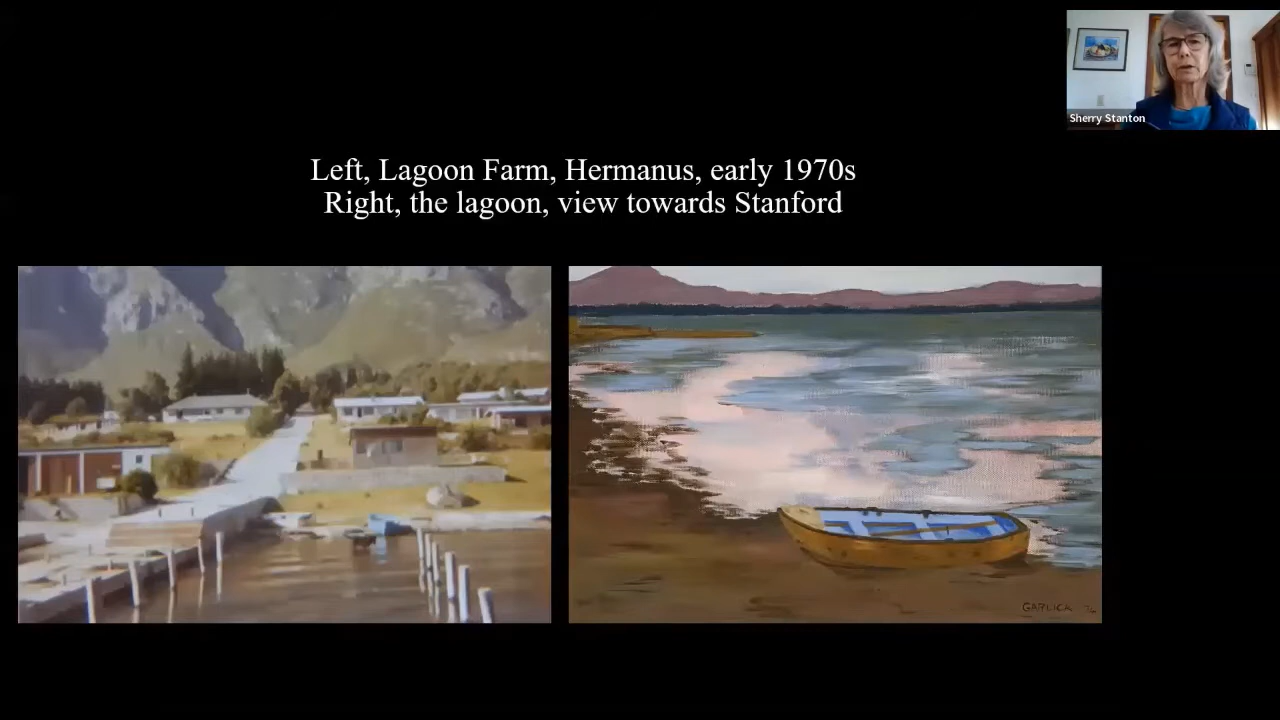 Sherry Stanton
Left, Lagoon Farm, Hermanus, early 1970s
Right, the lagoon, view towards Stanford